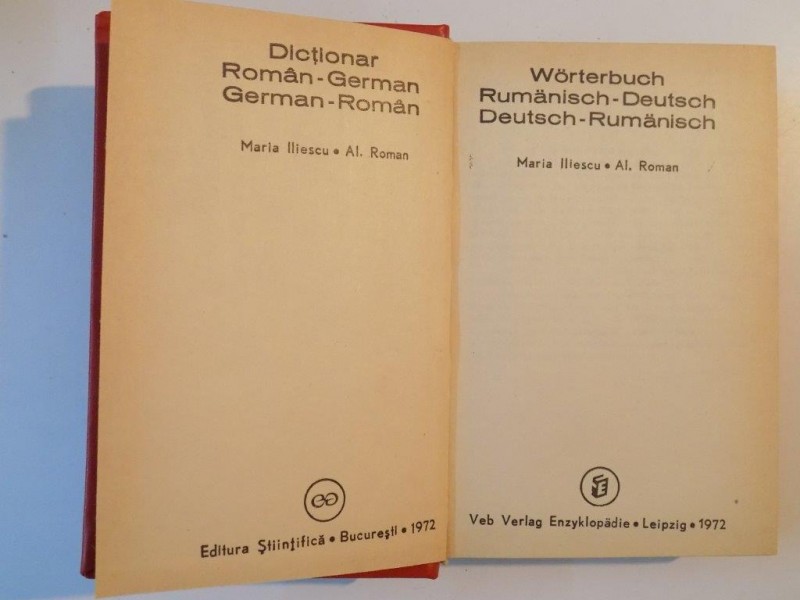 Dicționar
Român-German
German-Român
Maria Iliescu • Al. Roman
Editura Științifică • București • 1972
Wörterbuch
Rumänisch-Deutsch
Deutsch-Rumänisch
Maria Iliescu • Al. Roman
Veb Verlag Enzyklopädie • Leipzig • 1972